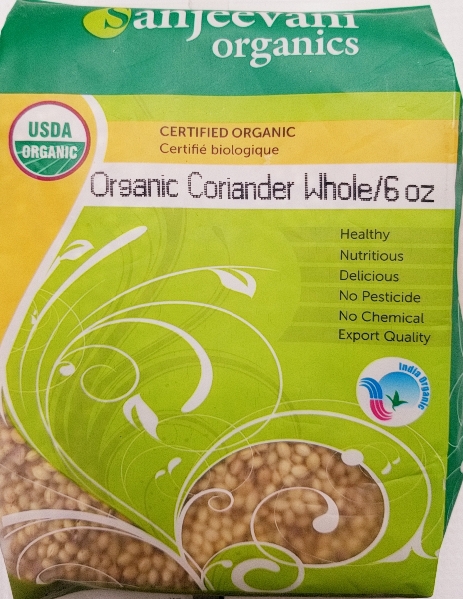 Sanjeevani
organics
USDA
ORGANIC
CERTIFIED ORGANIC
Certifié biologique
Organic Coriander Whole/6 oz
Healthy
Nutritious
Delicious
No Pesticide
No Chemical
Export Quality
India Organic